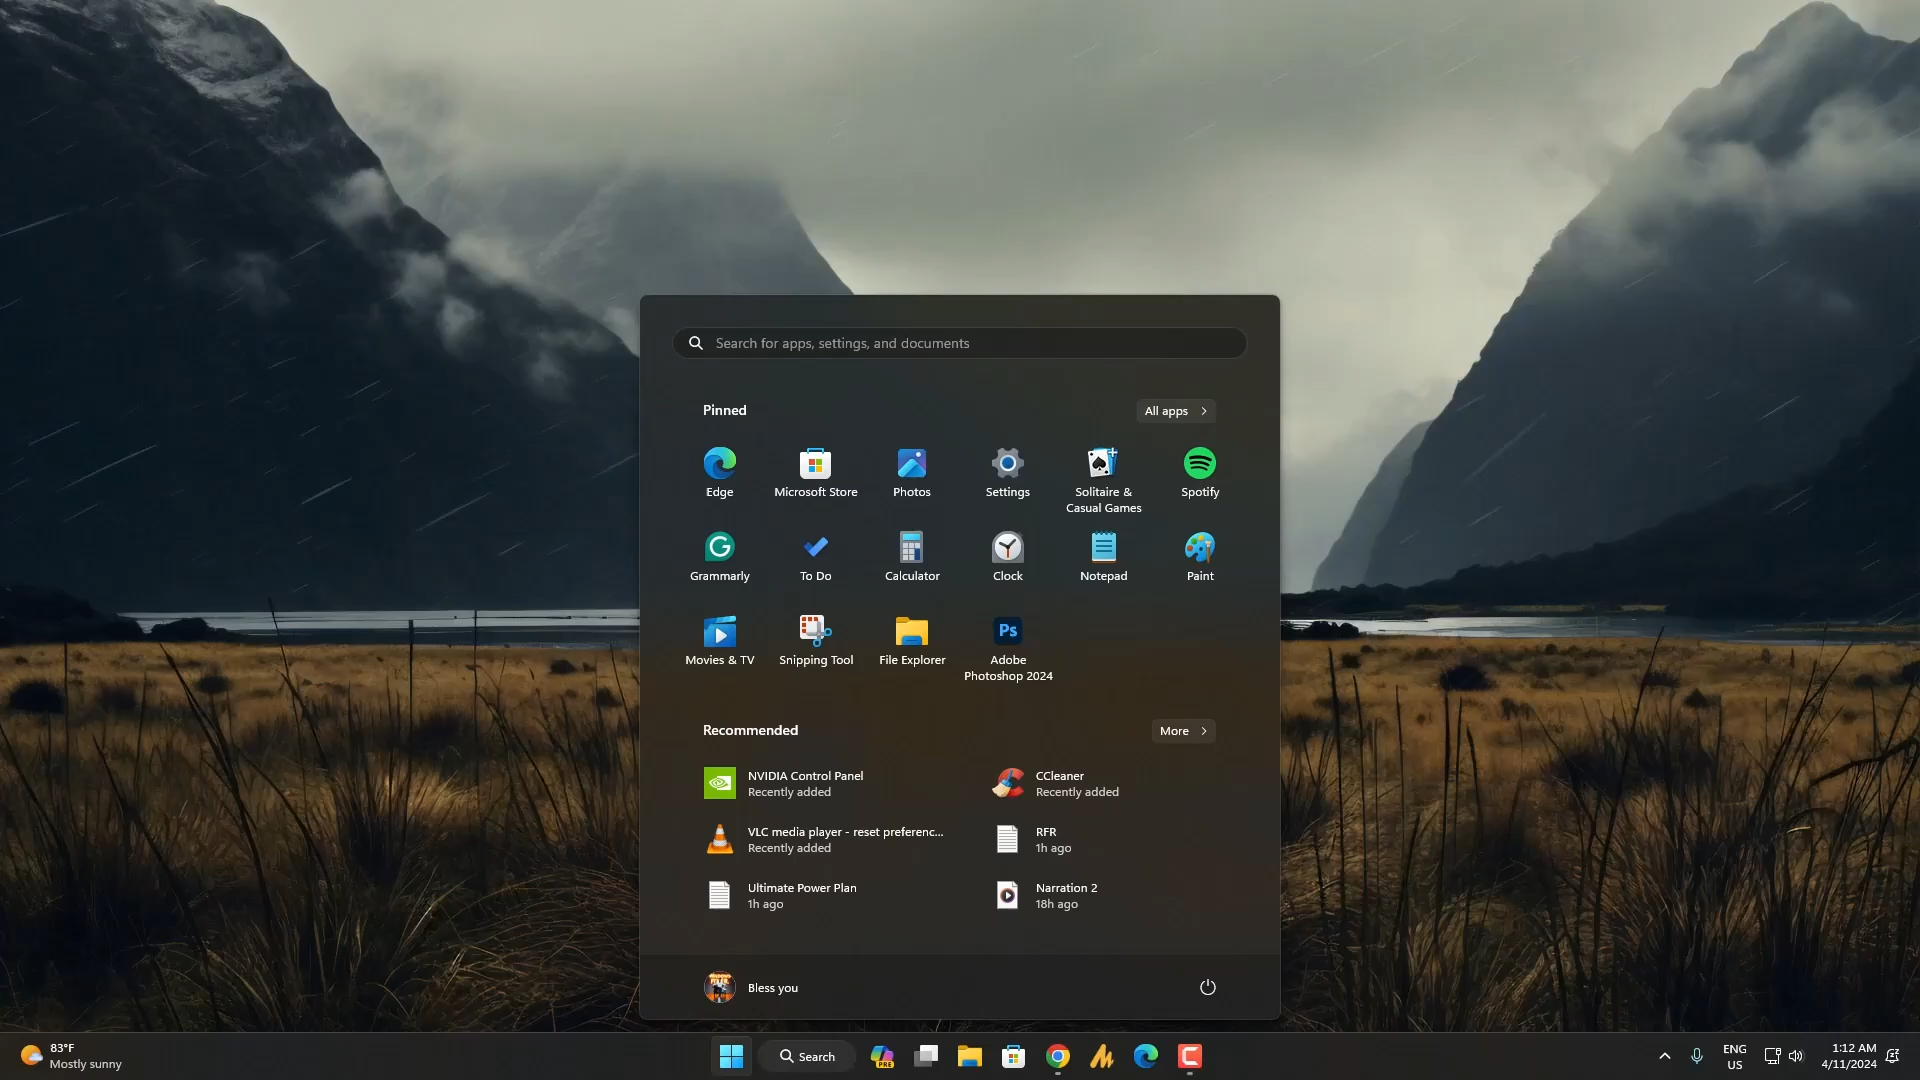 Search for apps, settings, and documents
Pinned
All apps
Edge
Microsoft Store
Photos
Settings
Solitaire &
Casual Games
Spotify
Grammarly
To Do
Calculator
Clock
Notepad
Paint
Movies & TV
Snipping Tool
File Explorer
Ps
Adobe
Photoshop 2024
Recommended
More
NVIDIA Control Panel
Recently added
CCleaner
Recently added
VLC media player - reset preferenc...
Recently added
RFR
1h ago
Ultimate Power Plan
1h ago
Narration 2
18h ago
Bless you
83°F
Mostly sunny
Search
PRE
ENG
US
1:12 AM
4/11/2024